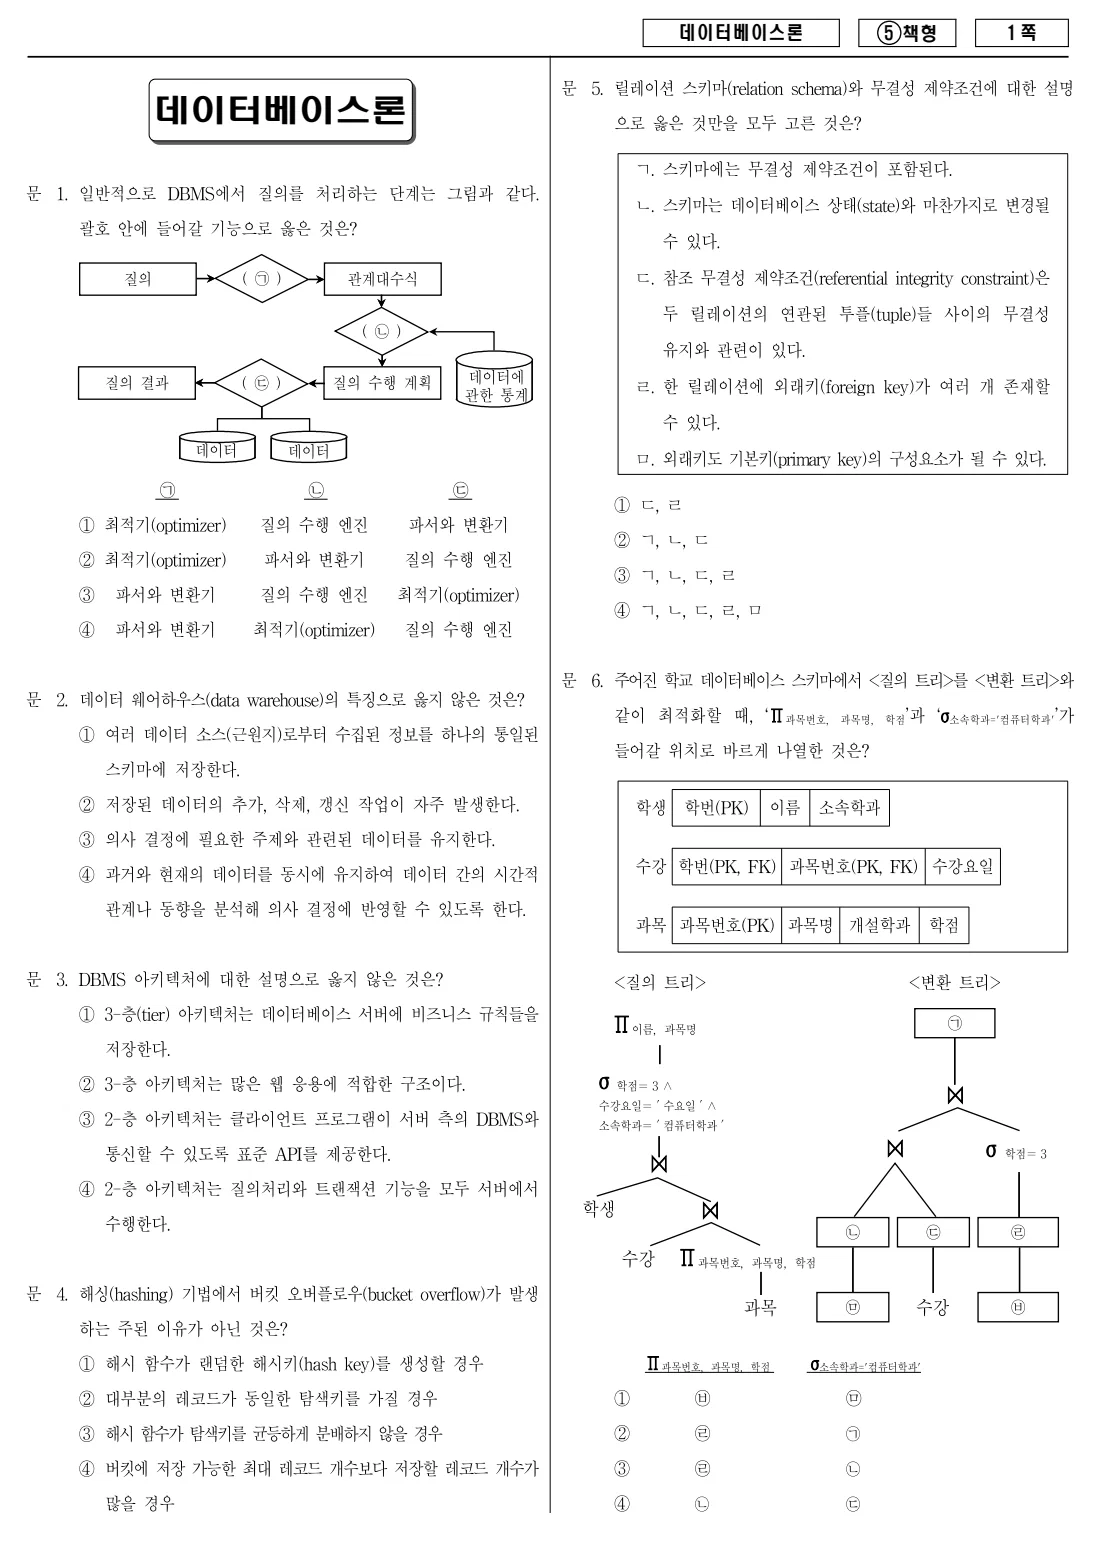 데이터베이스론
⑤책형
1 쪽
데이터베이스론
문 1. 일반적으로 DBMS에서 질의를 처리하는 단계는 그림과 같다.
괄호 안에 들어갈 기능으로 옳은 것은?
질의
( ㉠ )
관계대수식
( ㉡ )
질의 결과
( ㉢ )
질의 수행 계획
데이터에
관한 통계
데이터
데이터
㉠ ㉡ ㉢
① 최적기(optimizer) 질의 수행 엔진 파서와 변환기
② 최적기(optimizer) 파서와 변환기 질의 수행 엔진
③ 파서와 변환기 질의 수행 엔진 최적기(optimizer)
④ 파서와 변환기 최적기(optimizer) 질의 수행 엔진
문 2. 데이터 웨어하우스(data warehouse)의 특징으로 옳지 않은 것은?
① 여러 데이터 소스(근원지)로부터 수집된 정보를 하나의 통일된
스키마에 저장한다.
② 저장된 데이터의 추가, 삭제, 갱신 작업이 자주 발생한다.
③ 의사 결정에 필요한 주제와 관련된 데이터를 유지한다.
④ 과거와 현재의 데이터를 동시에 유지하여 데이터 간의 시간적
관계나 동향을 분석해 의사 결정에 반영할 수 있도록 한다.
문 3. DBMS 아키텍처에 대한 설명으로 옳지 않은 것은?
① 3-층(tier) 아키텍처는 데이터베이스 서버에 비즈니스 규칙들을
저장한다.
② 3-층 아키텍처는 많은 웹 응용에 적합한 구조이다.
③ 2-층 아키텍처는 클라이언트 프로그램이 서버 측의 DBMS와
통신할 수 있도록 표준 API를 제공한다.
④ 2-층 아키텍처는 질의처리와 트랜잭션 기능을 모두 서버에서
수행한다.
문 4. 해싱(hashing) 기법에서 버킷 오버플로우(bucket overflow)가 발생
하는 주된 이유가 아닌 것은?
① 해시 함수가 랜덤한 해시키(hash key)를 생성할 경우
② 대부분의 레코드가 동일한 탐색키를 가질 경우
③ 해시 함수가 탐색키를 균등하게 분배하지 않을 경우
④ 버킷에 저장 가능한 최대 레코드 개수보다 저장할 레코드 개수가
많을 경우
문 5. 릴레이션 스키마(relation schema)와 무결성 제약조건에 대한 설명
으로 옳은 것만을 모두 고른 것은?
ㄱ. 스키마에는 무결성 제약조건이 포함된다.
ㄴ. 스키마는 데이터베이스 상태(state)와 마찬가지로 변경될
수 있다.
ㄷ. 참조 무결성 제약조건(referential integrity constraint)은
두 릴레이션의 연관된 투플(tuple)들 사이의 무결성
유지와 관련이 있다.
ㄹ. 한 릴레이션에 외래키(foreign key)가 여러 개 존재할
수 있다.
ㅁ. 외래키도 기본키(primary key)의 구성요소가 될 수 있다.
① ㄷ, ㄹ
② ㄱ, ㄴ, ㄷ
③ ㄱ, ㄴ, ㄷ, ㄹ
④ ㄱ, ㄴ, ㄷ, ㄹ, ㅁ
문 6. 주어진 학교 데이터베이스 스키마에서 <질의 트리>를 <변환 트리>와
같이 최적화할 때, ‘∏과목번호, 과목명, 학점’과 ‘σ소속학과=′컴퓨터학과′’가
들어갈 위치로 바르게 나열한 것은?
학생 학번(PK) 이름 소속학과
수강 학번(PK, FK) 과목번호(PK, FK) 수강요일
과목 과목번호(PK) 과목명 개설학과 학점
<질의 트리> <변환 트리>
∏ 이름, 과목명
σ 학점= 3 ∧
수강요일= ′ 수요일 ′ ∧
소속학과= ′ 컴퓨터학과 ′
⋈
학생
⋈
수강
∏ 과목번호, 과목명, 학점
과목
㉠
⋈
⋈
σ 학점= 3
㉡ ㉢ ㉣
㉤ 수강 ㉥
∏과목번호, 과목명, 학점 σ소속학과=′컴퓨터학과′
① ㉥ ㉤
② ㉣ ㉠
③ ㉣ ㉡
④ ㉡ ㉢